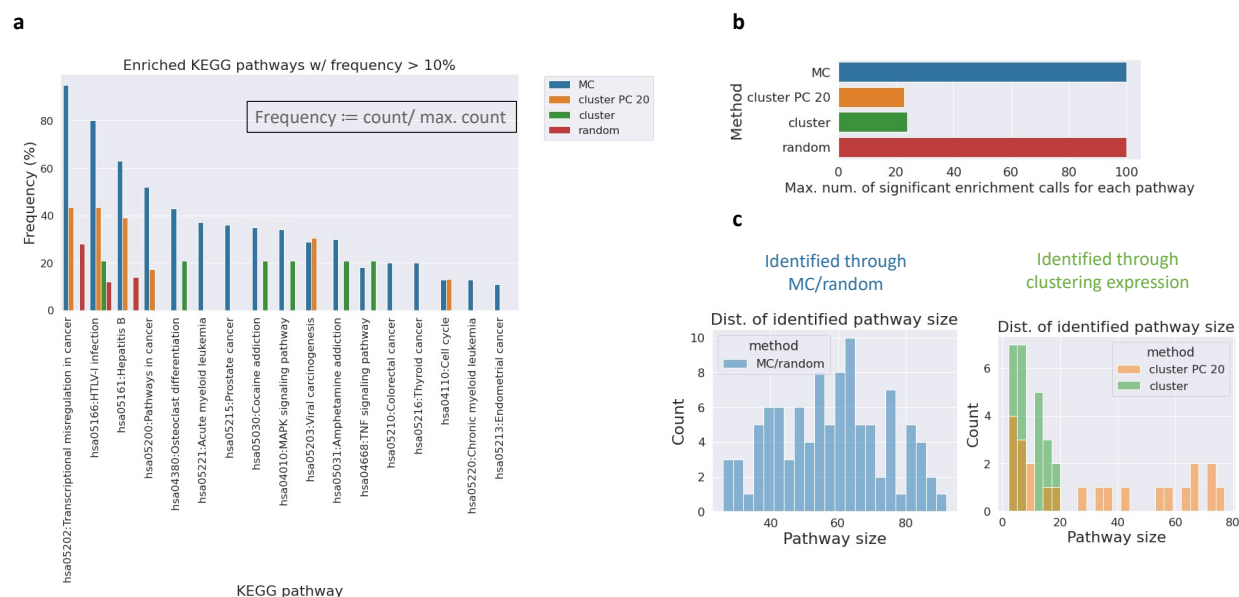 a
Enriched KEGG pathways w/ frequency > 10%
Frequency := count/ max. count
MC
cluster PC 20
cluster
random
Frequency (%)
80
60
40
20
0
hsa05202:Transcriptional misregulation in cancer
hsa05166:HTLV-I infection
hsa05161:Hepatitis B
hsa05200:Pathways in cancer
hsa04380:Osteoclast differentiation
hsa05221:Acute myeloid leukemia
hsa05215:Prostate cancer
hsa05030:Cocaine addiction
hsa04010:MAPK signaling pathway
hsa05203:Viral carcinogenesis
hsa05031:Amphetamine addiction
hsa04668:TNF signaling pathway
hsa05210:Colorectal cancer
hsa05216:Thyroid cancer
hsa04110:Cell cycle
hsa05220:Chronic myeloid leukemia
hsa05213:Endometrial cancer
KEGG pathway
b
Method
MC
cluster PC 20
cluster
random
0 20 40 60 80 100
Max. num. of significant enrichment calls for each pathway
c
Identified through
MC/random
Dist. of identified pathway size
method
MC/random
Count
10
8
6
4
2
0
40 60 80
Pathway size
Identified through
clustering expression
Dist. of identified pathway size
method
cluster PC 20
cluster
Count
6
4
2
0
0 20 40 60 80
Pathway size